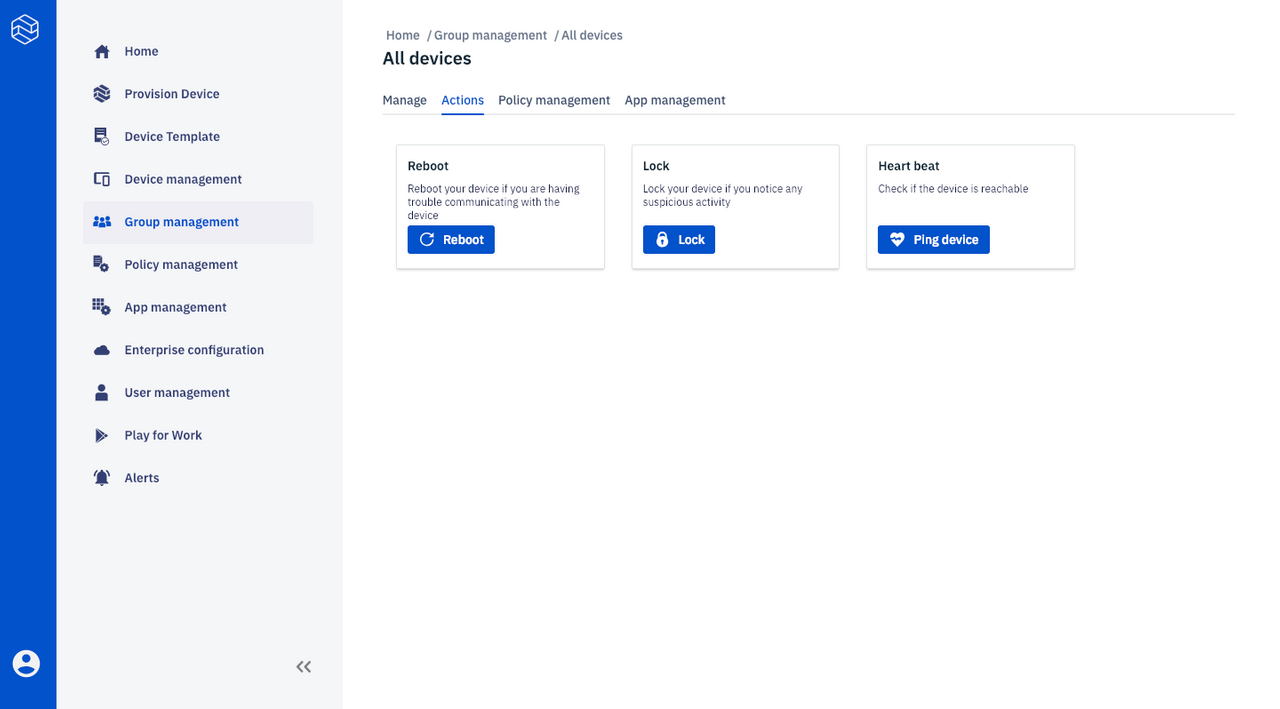 Home
Provision Device
Device Template
Device management
Group management
Policy management
App management
Enterprise configuration
User management
Play for Work
Alerts
Home / Group management / All devices
All devices
Manage Actions Policy management App management
Reboot
Reboot your device if you are having
trouble communicating with the
device
Reboot
Lock
Lock your device if you notice any
suspicious activity
Lock
Heart beat
Check if the device is reachable
Ping device